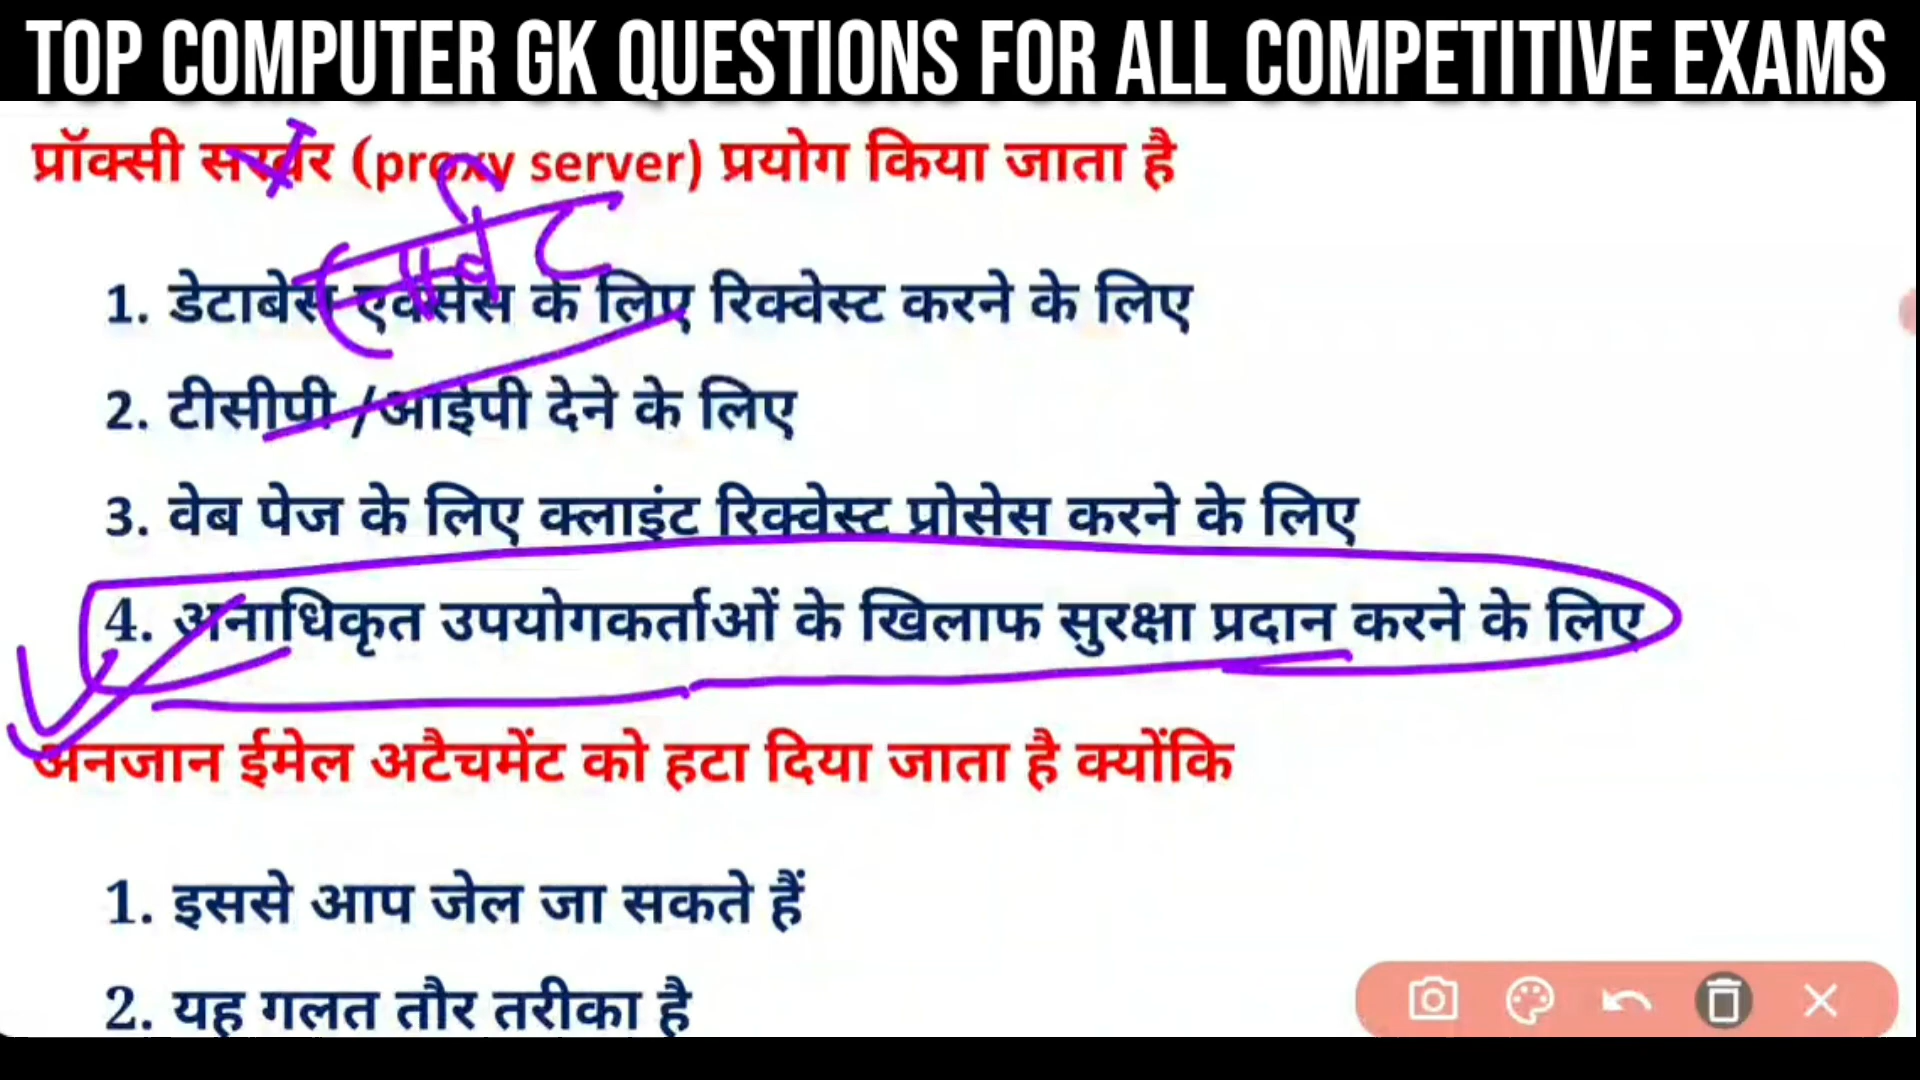 TOP COMPUTER GK QUESTIONS FOR ALL COMPETITIVE EXAMS
प्रॉक्सी सरवर (proxy server) प्रयोग किया जाता है
1. डेटाबेस एक्सेस के लिए रिक्वेस्ट करने के लिए
2. टीसीपी /आईपी देने के लिए
3. वेब पेज के लिए क्लाइंट रिक्वेस्ट प्रोसेस करने के लिए
4. अनाधिकृत उपयोगकर्ताओं के खिलाफ सुरक्षा प्रदान करने के लिए
अनजान ईमेल अटैचमेंट को हटा दिया जाता है क्योंकि
1. इससे आप जेल जा सकते हैं
2. यह गलत तौर तरीका है